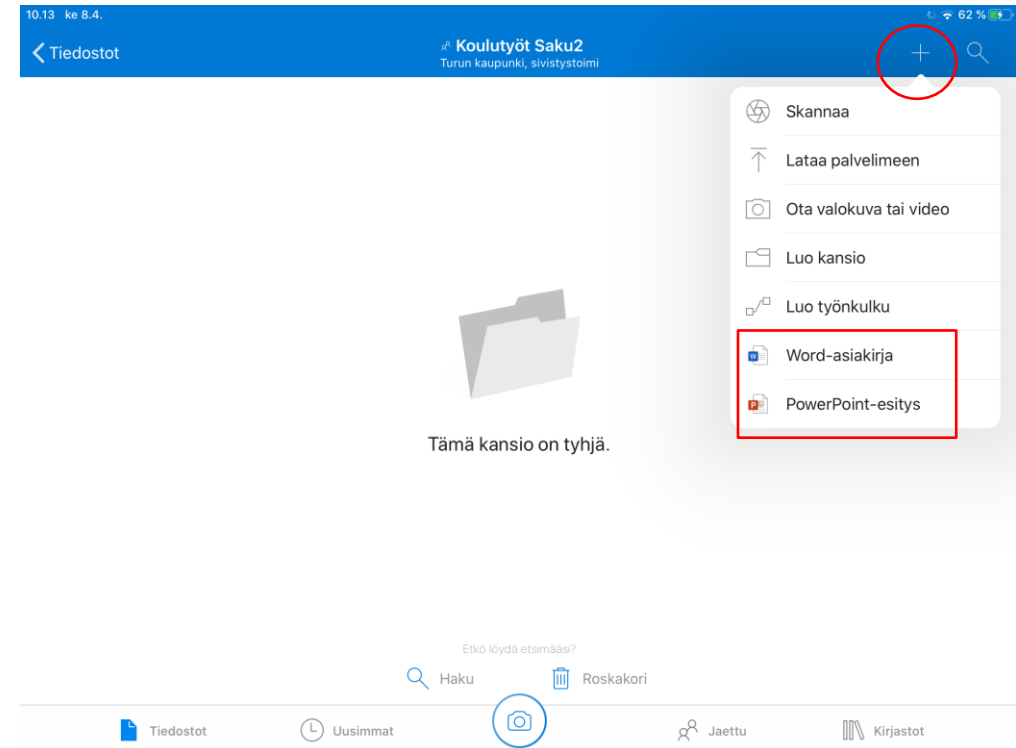 10.13 ke 8.4.
62 %
Tiedostot
Koulutyöt Saku2
Turun kaupunki, sivistystoimi
Skannaa
Lataa palvelimeen
Ota valokuva tai video
Luo kansio
Luo työnkulku
Word-asiakirja
PowerPoint-esitys
Tämä kansio on tyhjä.
Etkö löydä etsimääsi?
Haku
Roskakori
Tiedostot
Uusimmat
Jaettu
Kirjastot